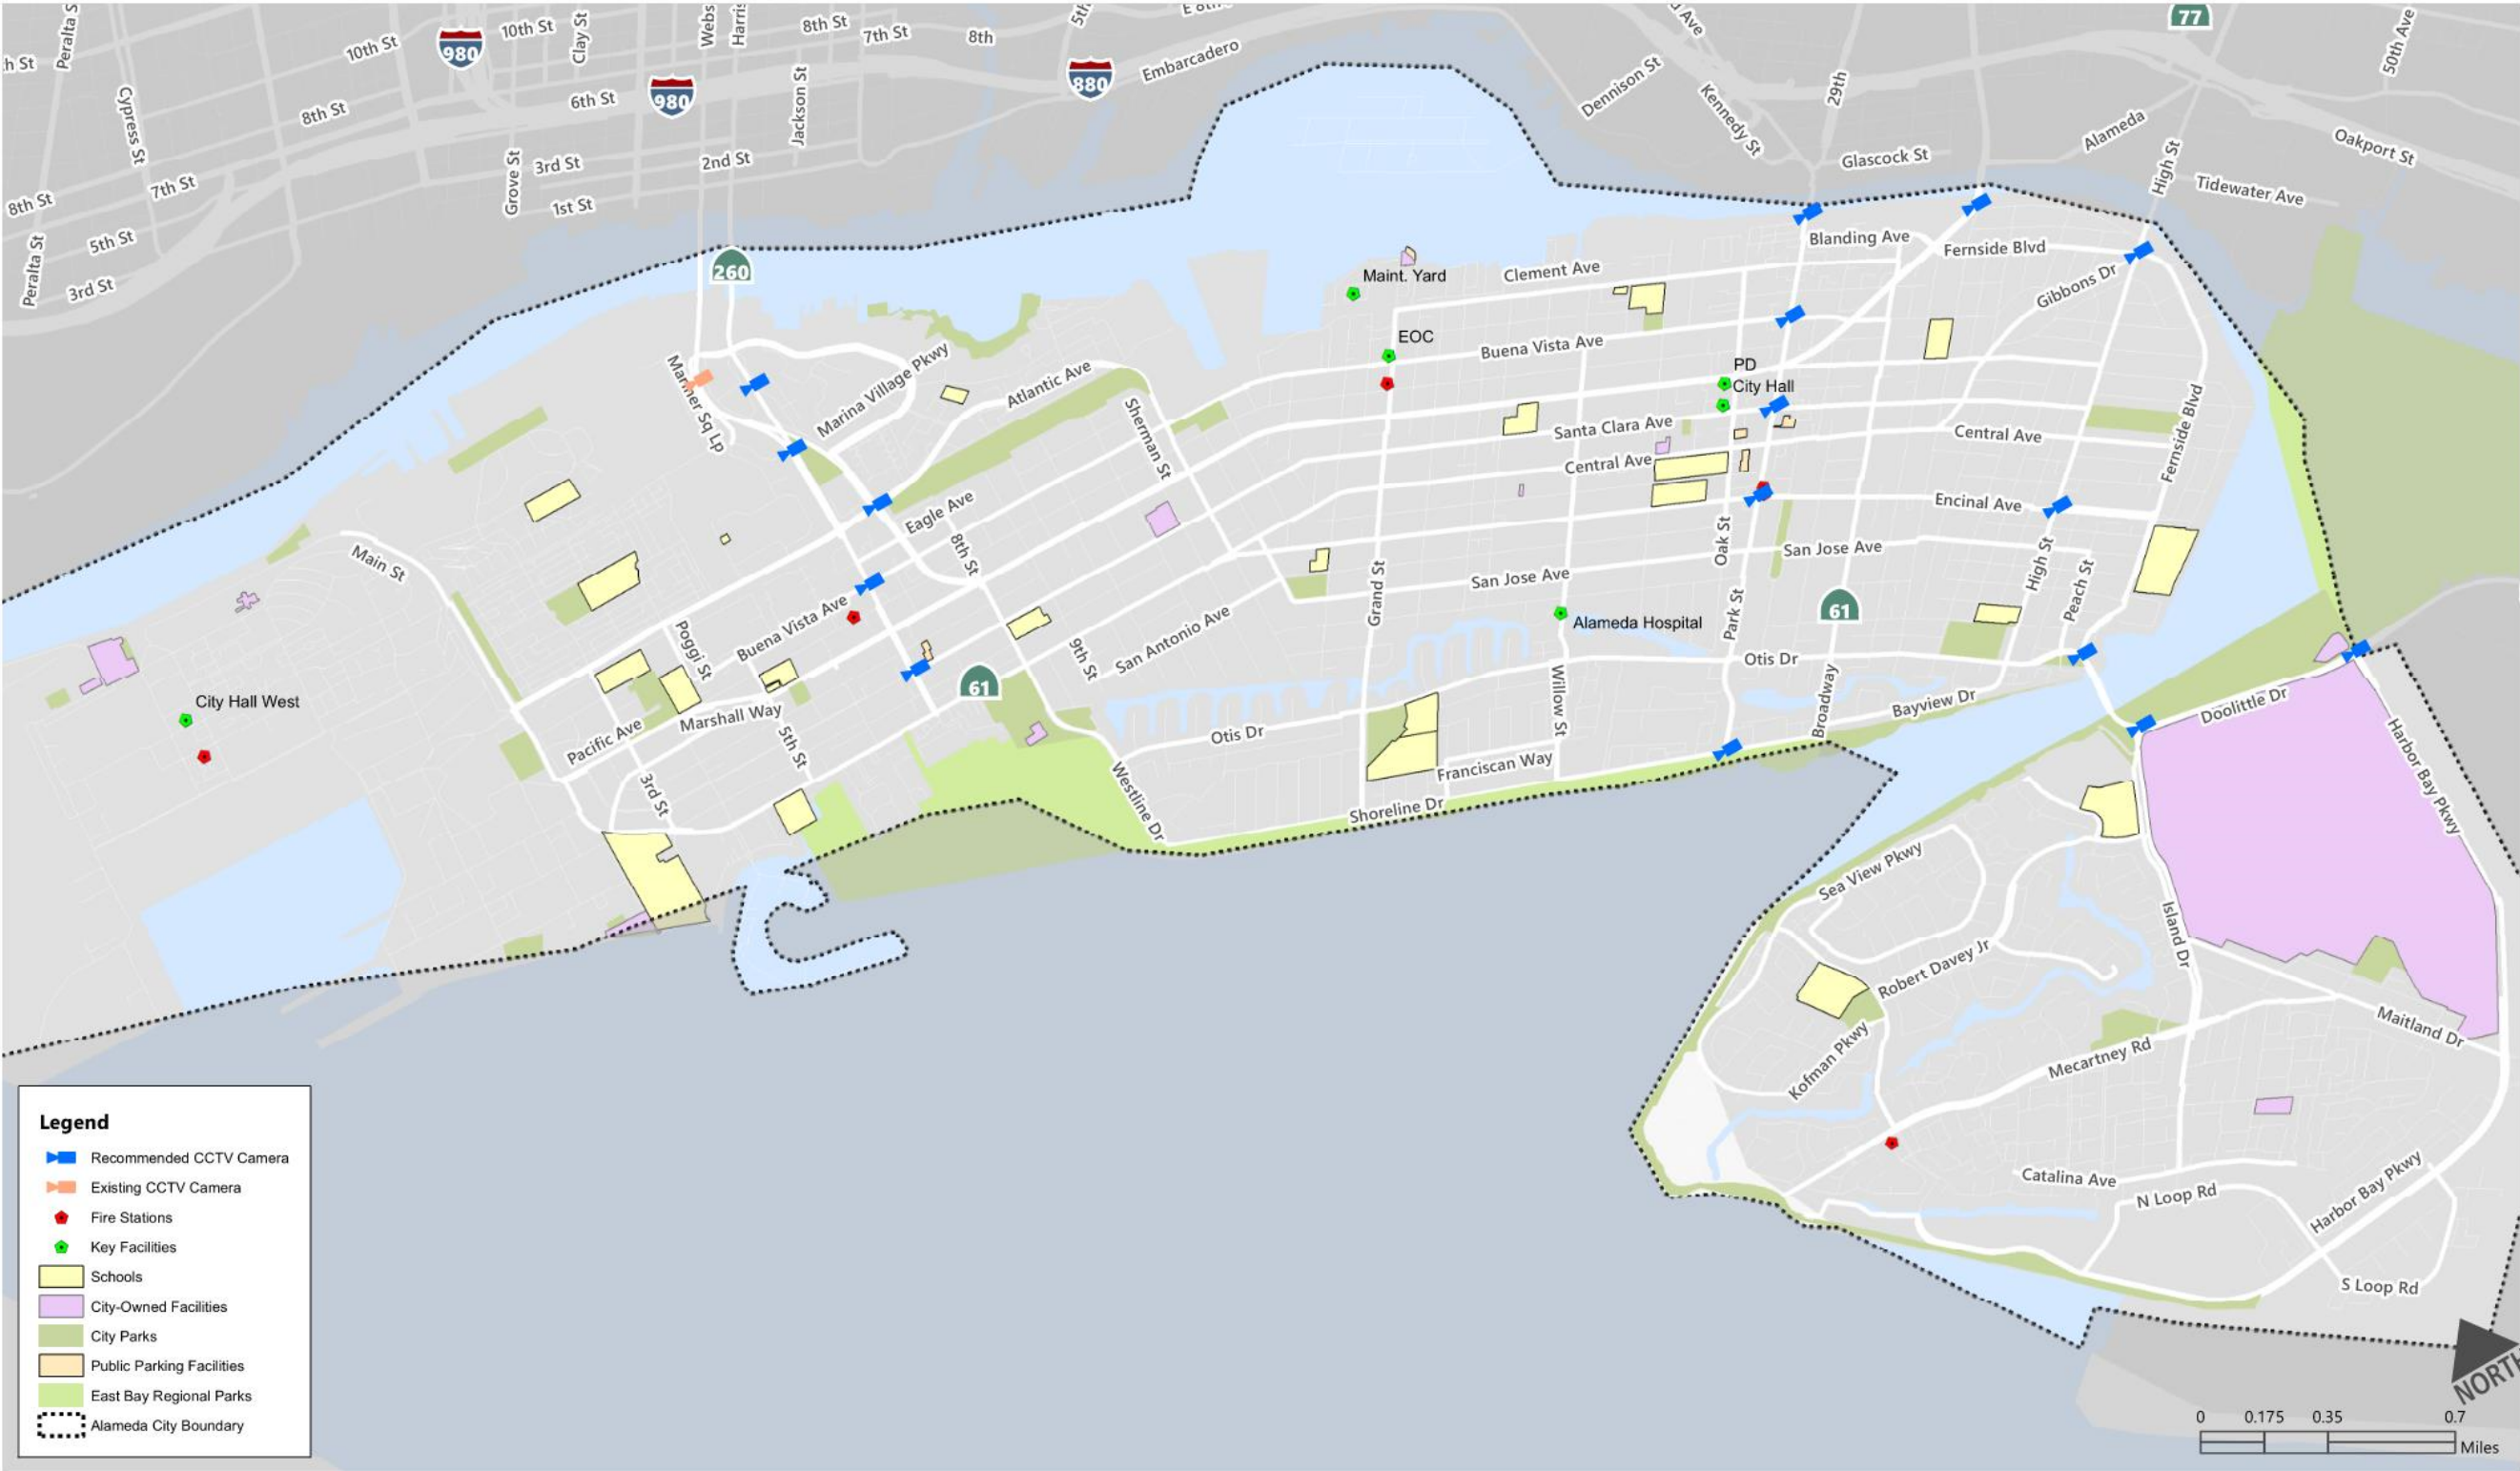 Peralta S
10th St
980
10th St
Clay St
Webs
Harris
8th St
7th St
8th
5th
Embarcadero
880
77
50th Ave
h St
Cypress St
8th St
6th St
980
Jackson St
Dennison St
Kennedy St
29th
Alameda
Oakport St
8th St
7th St
Grove St
3rd St
2nd St
1st St
Glascock St
High St
Tidewater Ave
Peralta St
5th St
3rd St
260
Maint. Yard
Clement Ave
Blanding Ave
Fernside Blvd
Gibbons Dr
EOC
Buena Vista Ave
PD
City Hall
Mariner Sq Lp
Marina Village Pkwy
Atlantic Ave
Sherman St
Santa Clara Ave
Central Ave
Central Ave
Fernside Blvd
Eagle Ave
8th St
Encinal Ave
Oak St
San Jose Ave
San Jose Ave
High St
Peach St
Main St
Grand St
Park St
61
Alameda Hospital
Poggi St
Buena Vista Ave
9th St
San Antonio Ave
61
Otis Dr
Willow St
Broadway
Bayview Dr
Doolittle Dr
City Hall West
Marshall Way
Pacific Ave
5th St
3rd St
Otis Dr
Westline Dr
Franciscan Way
Shoreline Dr
Harbor Bay Pkwy
Sea View Pkwy
Island Dr
Robert Davey Jr
Kofman Pkwy
Mecartney Rd
Maitland Dr
Catalina Ave
N Loop Rd
Harbor Bay Pkwy
S Loop Rd
Legend
Recommended CCTV Camera
Existing CCTV Camera
Fire Stations
Key Facilities
Schools
City-Owned Facilities
City Parks
Public Parking Facilities
East Bay Regional Parks
Alameda City Boundary
NORTH
0 0.175 0.35 0.7
Miles